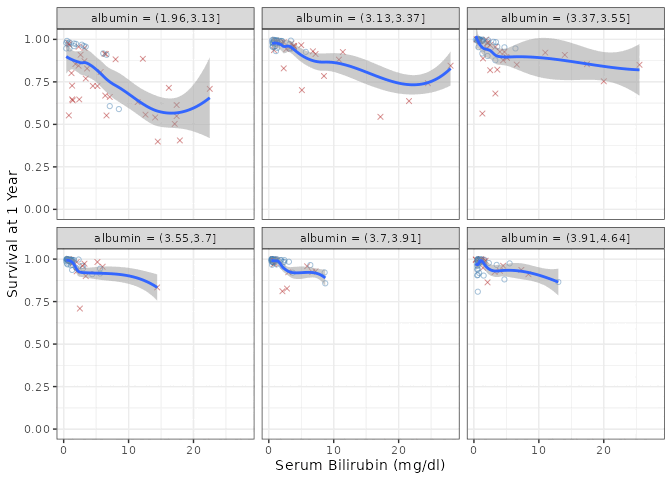 albumin = (1.96,3.13] albumin = (3.13,3.37] albumin = (3.37,3.55]
1.00
0.75
0.50
0.25
0.00
albumin = (3.55,3.7] albumin = (3.7,3.91] albumin = (3.91,4.64]
1.00
0.75
0.50
0.25
0.00
0 10 20 0 10 20 0 10 20
Serum Bilirubin (mg/dl)
Survival at 1 Year